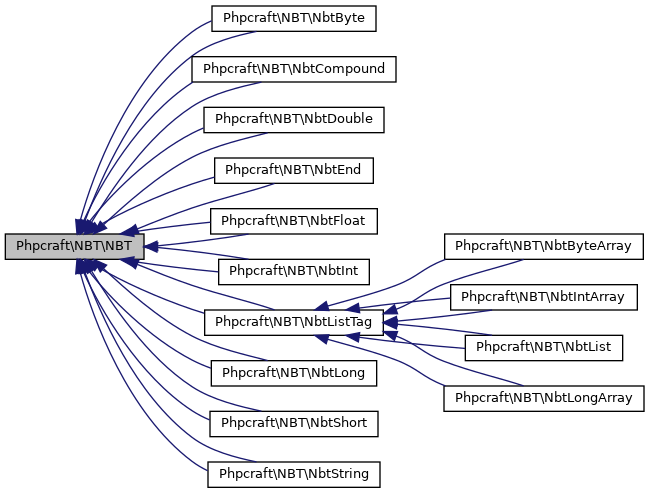 Phpcraft\NBT\NbtByte
Phpcraft\NBT\NbtCompound
Phpcraft\NBT\NbtDouble
Phpcraft\NBT\NbtEnd
Phpcraft\NBT\NbtFloat
Phpcraft\NBT\NBT
Phpcraft\NBT\NbtByteArray
Phpcraft\NBT\NbtInt
Phpcraft\NBT\NbtIntArray
Phpcraft\NBT\NbtListTag
Phpcraft\NBT\NbtList
Phpcraft\NBT\NbtLong
Phpcraft\NBT\NbtLongArray
Phpcraft\NBT\NbtShort
Phpcraft\NBT\NbtString